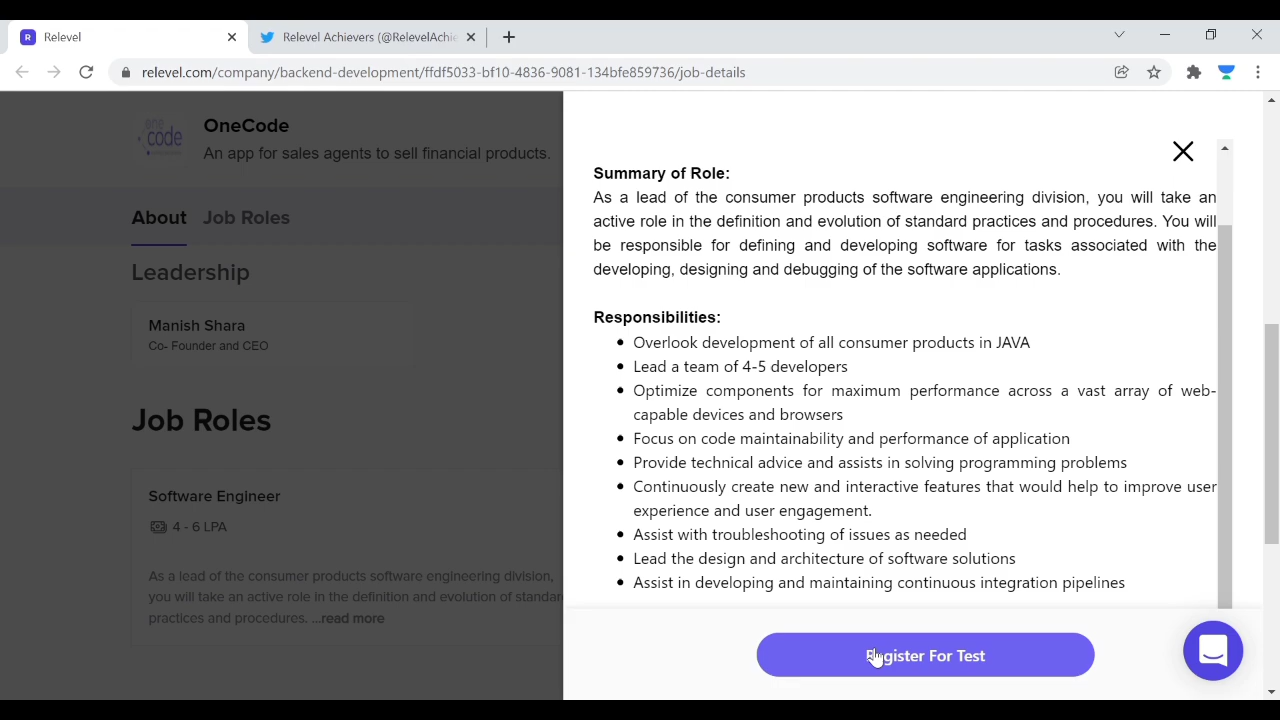 Relevel
Relevel Achievers (@RelevelAchie
relevel.com/company/backend-development/ffdf5033-bf10-4836-9081-134bfe859736/job-details
one code
OneCode
An app for sales agents to sell financial products.
About Job Roles
Leadership
Manish Shara
Co- Founder and CEO
Job Roles
Software Engineer
4 - 6 LPA
As a lead of the consumer products software engineering division,
you will take an active role in the definition and evolution of standar
practices and procedures. ...read more
Summary of Role:
As a lead of the consumer products software engineering division, you will take an
active role in the definition and evolution of standard practices and procedures. You will
be responsible for defining and developing software for tasks associated with the
developing, designing and debugging of the software applications.
Responsibilities:
• Overlook development of all consumer products in JAVA
• Lead a team of 4-5 developers
• Optimize components for maximum performance across a vast array of web-
capable devices and browsers
• Focus on code maintainability and performance of application
• Provide technical advice and assists in solving programming problems
• Continuously create new and interactive features that would help to improve user
experience and user engagement.
• Assist with troubleshooting of issues as needed
• Lead the design and architecture of software solutions
• Assist in developing and maintaining continuous integration pipelines
Register For Test